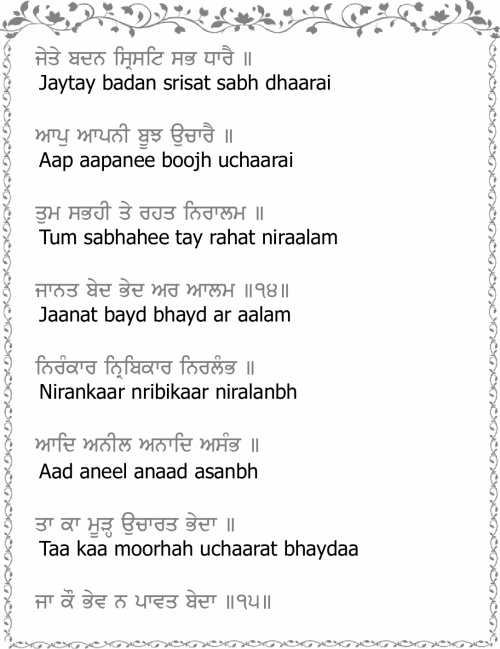 ਜੇਤੇ ਬਦਨ ਸ੍ਰਿਸਟਿ ਸਭ ਧਾਰੈ ॥
Jaytay badan srisat sabh dhaarai
ਆਪੁ ਆਪਨੀ ਬੂਝ ਉਚਾਰੈ ॥
Aap aapanee boojh uchaarai
ਤੁਮ ਸਭਹੀ ਤੇ ਰਹਤ ਨਿਰਾਲਮ ॥
Tum sabhahee tay rahat niraalam
ਜਾਨਤ ਬੇਦ ਭੇਦ ਅਰ ਆਲਮ ॥੧੪॥
Jaanat bayd bhayd ar aalam
ਨਿਰੰਕਾਰ ਨ੍ਰਿਬਿਕਾਰ ਨਿਰਲੰਭ ॥
Nirankaar nribikaar niralanbh
ਆਦਿ ਅਨੀਲ ਅਨਾਦਿ ਅਸੰਭ ॥
Aad aneel anaad asanbh
ਤਾ ਕਾ ਮੂੜ੍ਹ ਉਚਾਰਤ ਭੇਦਾ ॥
Taa kaa moorhah uchaarat bhaydaa
ਜਾ ਕੌ ਭੇਵ ਨ ਪਾਵਤ ਬੇਦਾ ॥੧੫॥